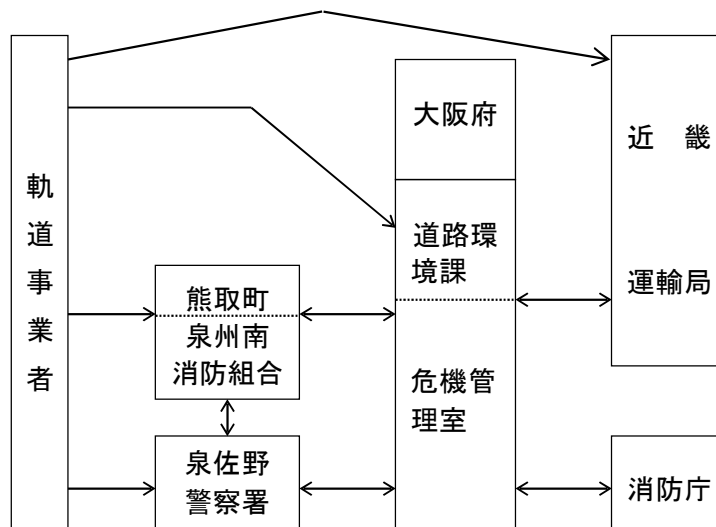 軌道事業者
熊取町
泉州南
消防組合
泉佐野
警察署
大阪府
道路環
境課
危機管
理室
近　畿
運輸局
消防庁